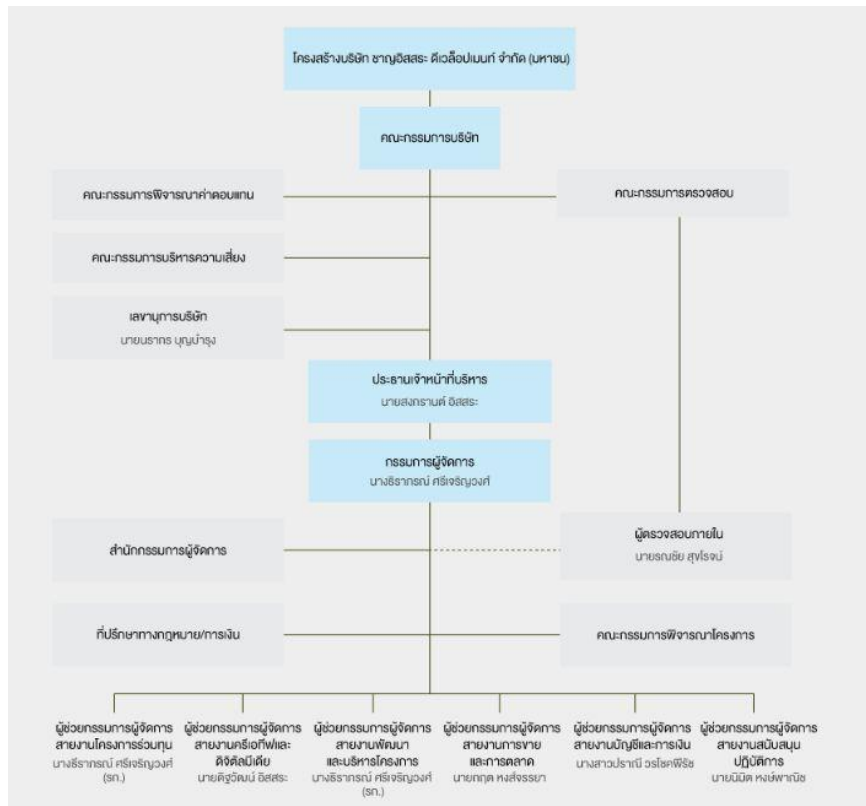 โครงสร้างบริษัท ชาญอิสสระ ดีเวล็อปเมนท์ จำกัด (มหาชน)
คณะกรรมการบริษัท
คณะกรรมการพิจารณาค่าตอบแทน
คณะกรรมการตรวจสอบ
คณะกรรมการบริหารความเสี่ยง
เลขานุการบริษัท
นายนรากร บุญบำรุง
ประธานเจ้าหน้าที่บริหาร
นายสงกรานต์ อิสสระ
กรรมการผู้จัดการ
นางธีราภรณ์ ศรีเจริญวงศ์
สำนักกรรมการผู้จัดการ
ผู้ตรวจสอบภายใน
นายรณชัย สุขโรจน์
ที่ปรึกษาทางกฎหมาย/การเงิน
คณะกรรมการพิจารณาโครงการ
ผู้ช่วยกรรมการผู้จัดการ
สายงานโครงการร่วมทุน
นางธีราภรณ์ ศรีเจริญวงศ์
(รก.)
ผู้ช่วยกรรมการผู้จัดการ
สายงานครีเอทีฟและ
ดิจิตัลมีเดีย
นายดิฐวัฒน์ อิสสระ
ผู้ช่วยกรรมการผู้จัดการ
สายงานพัฒนา
และบริหารโครงการ
นางธีราภรณ์ ศรีเจริญวงศ์
(รก.)
ผู้ช่วยกรรมการผู้จัดการ
สายงานการขาย
และการตลาด
นายกฤต หงส์จรรยา
ผู้ช่วยกรรมการผู้จัดการ
สายงานบัญชีและการเงิน
นางสาวปราณี วรโชคพีรัช
ผู้ช่วยกรรมการผู้จัดการ
สายงานสนับสนุน
ปฏิบัติการ
นายนิมิต หงษ์พาณิช